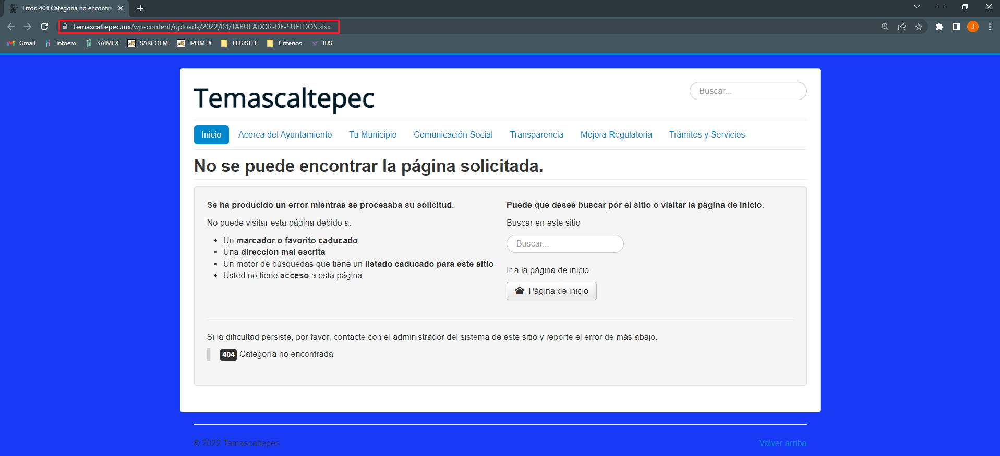 Error: 404 Categoría no encontra
temascaltepec.mx/wp-content/uploads/2022/04/TABULADOR-DE-SUELDOS.xlsx
J
Gmail Infoem SAIMEX SARCOEM IPOMEX LEGISTEL Criterios IUS
Temascaltepec
Buscar...
Inicio Acerca del Ayuntamiento Tu Municipio Comunicación Social Transparencia Mejora Regulatoria Trámites y Servicios
No se puede encontrar la página solicitada.
Se ha producido un error mientras se procesaba su solicitud.
No puede visitar esta página debido a:
• Un marcador o favorito caducado
• Una dirección mal escrita
• Un motor de búsquedas que tiene un listado caducado para este sitio
• Usted no tiene acceso a esta página
Puede que desee buscar por el sitio o visitar la página de inicio.
Buscar en este sitio
Buscar...
Ir a la página de inicio
Página de inicio
Si la dificultad persiste, por favor, contacte con el administrador del sistema de este sitio y reporte el error de más abajo.
404 Categoría no encontrada
© 2022 Temascaltepec
Volver arriba